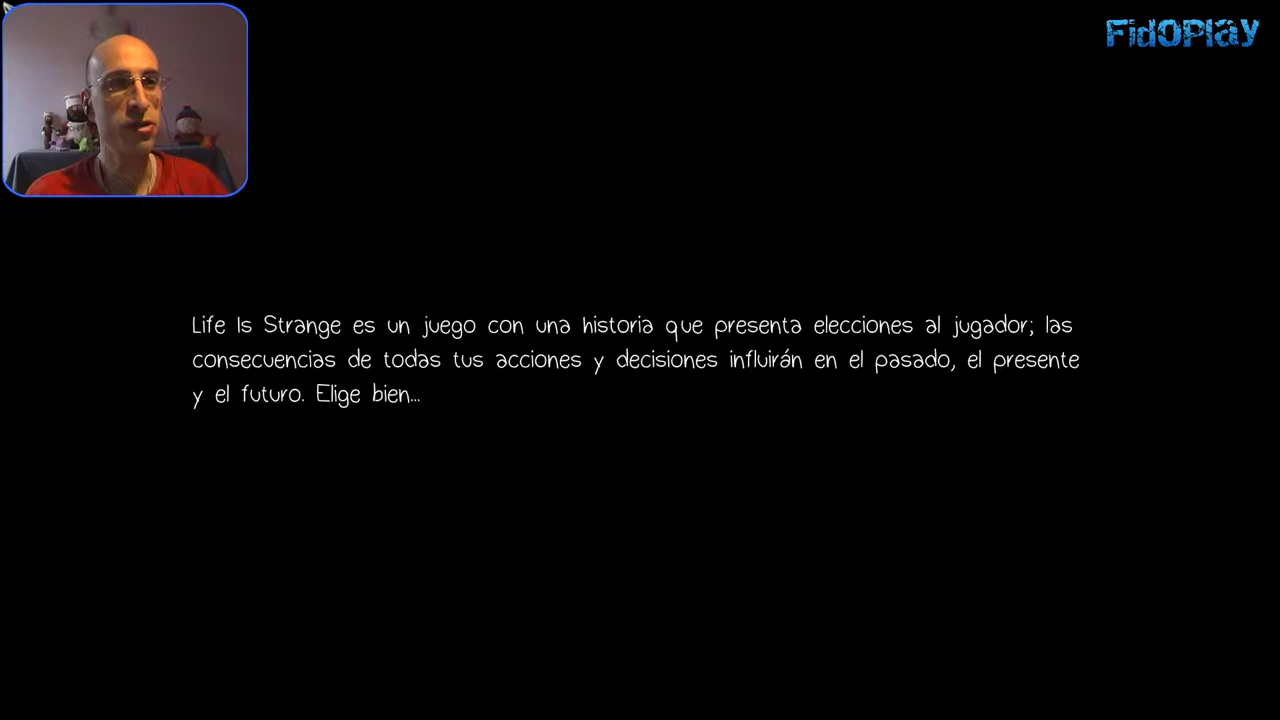 FidOPlay
Life Is Strange es un juego con una historia que presenta elecciones al jugador; las
consecuencias de todas tus acciones y decisiones influirán en el pasado, el presente
y el futuro. Elige bien...